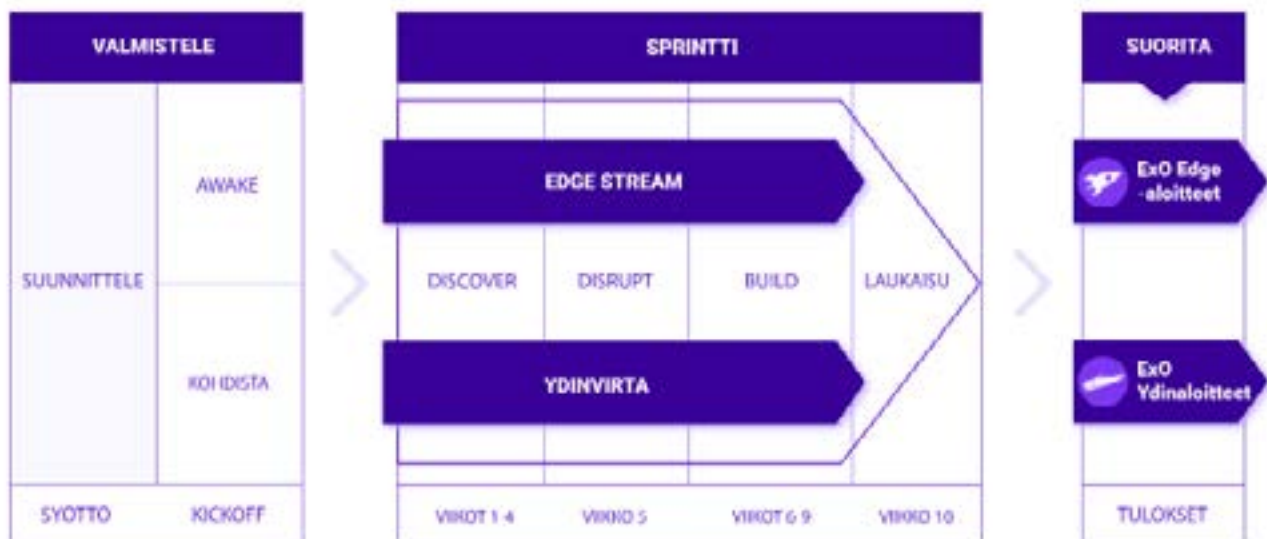 VALMISTELE
SPRINTTI
SUORITA
AWAKE
EDGE STREAM
ExO Edge
-aloitteet
SUUNNITTELE
DISCOVER
DISRUPT
BUILD
LAUKAISU
KOHDISTA
YDINVIRTA
ExO
Ydinaloitteet
SYOTTO
KICKOFF
VIIKOT 1-4
VIIKKO 5
VIIKOT 6-9
VIIKKO 10
TULOKSET